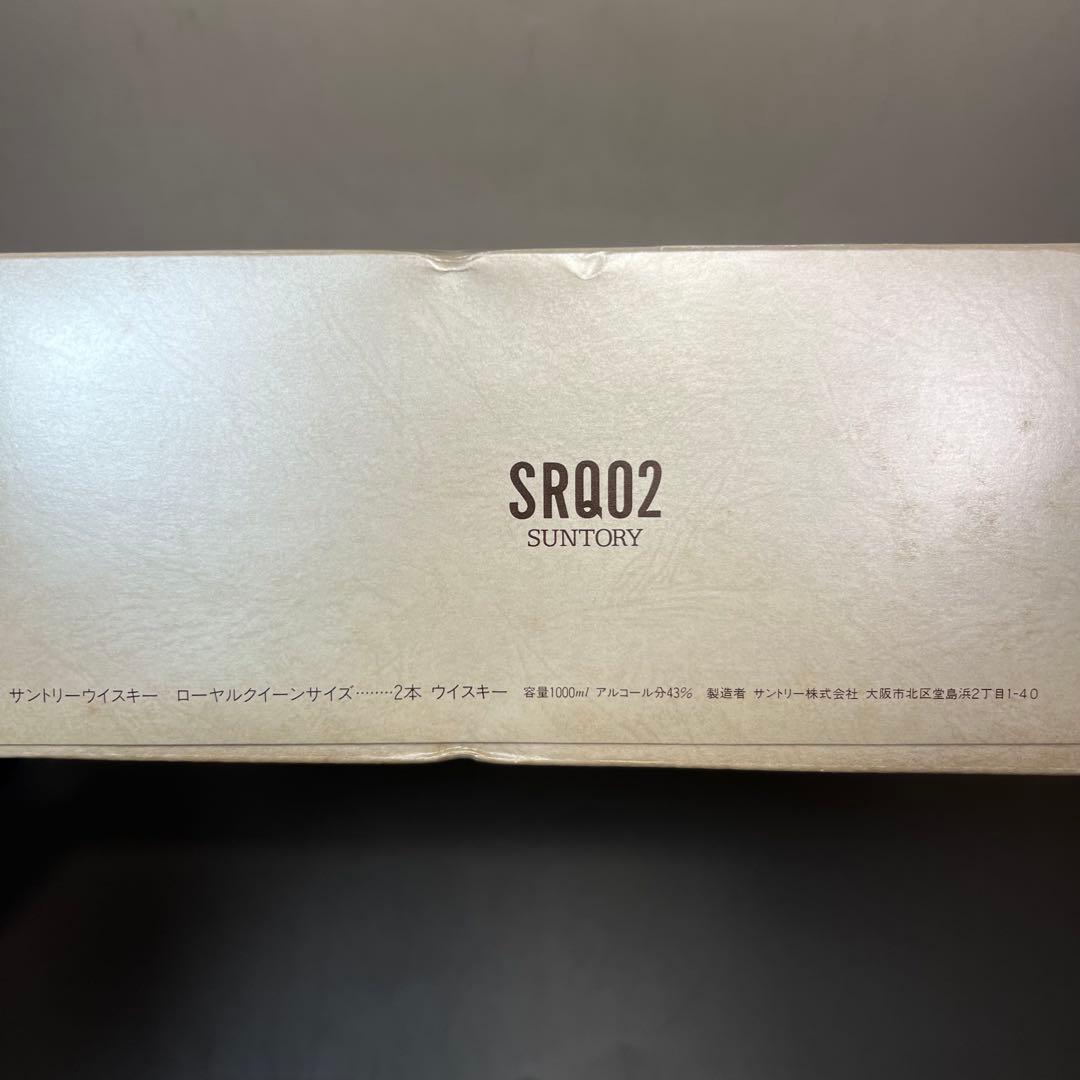 SRQ02
SUNTORY
サントリーウイスキー ローヤルクイーンサイズ………2本 ウイスキー 容量1000ml アルコール分43% 製造者 サントリー株式会社 大阪市北区堂島浜2丁目1-40